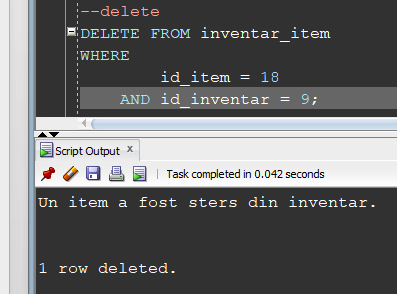 --delete
DELETE FROM inventar_item
WHERE
id_item = 18
AND id_inventar = 9;
Script Output x
Task completed in 0.042 seconds
Un item a fost sters din inventar.
1 row deleted.